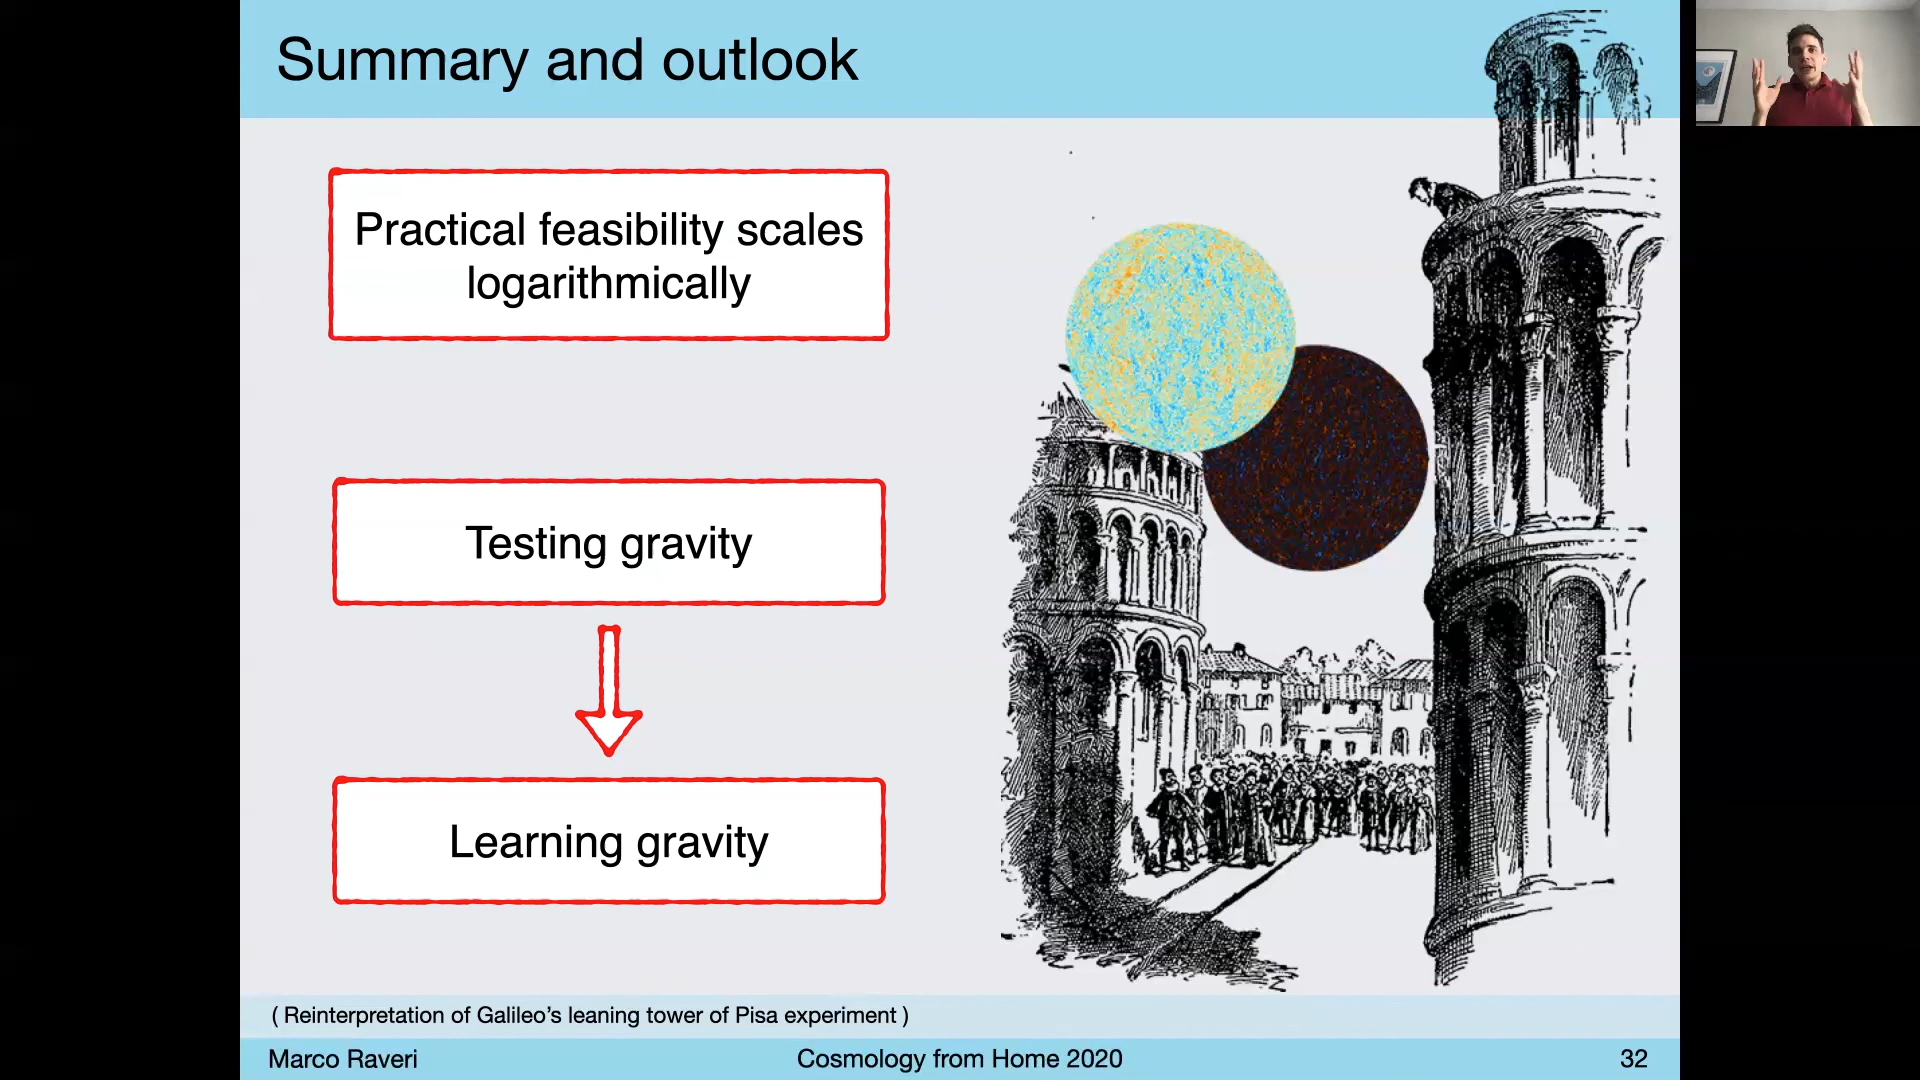 Summary and outlook
Practical feasibility scales
logarithmically
Testing gravity
Learning gravity
( Reinterpretation of Galileo’s leaning tower of Pisa experiment )
Marco Raveri
Cosmology from Home 2020
32